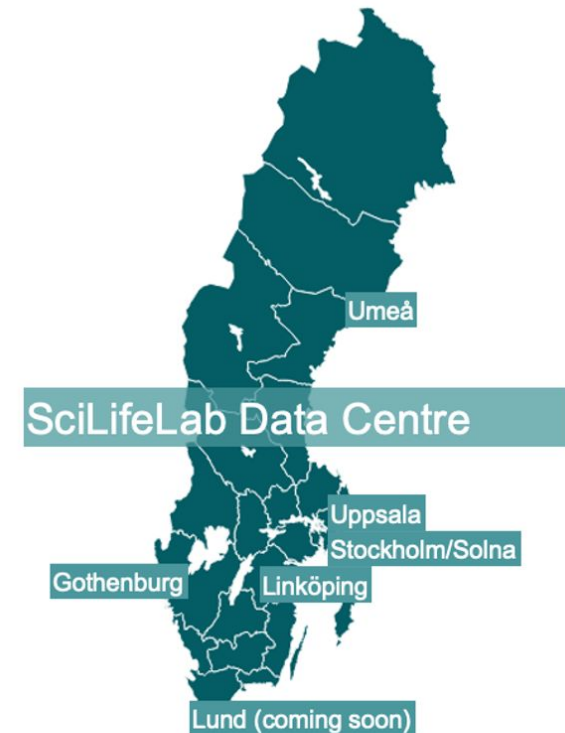 Umeå
SciLifeLab Data Centre
Uppsala
Stockholm/Solna
Gothenburg
Linköping
Lund (coming soon)